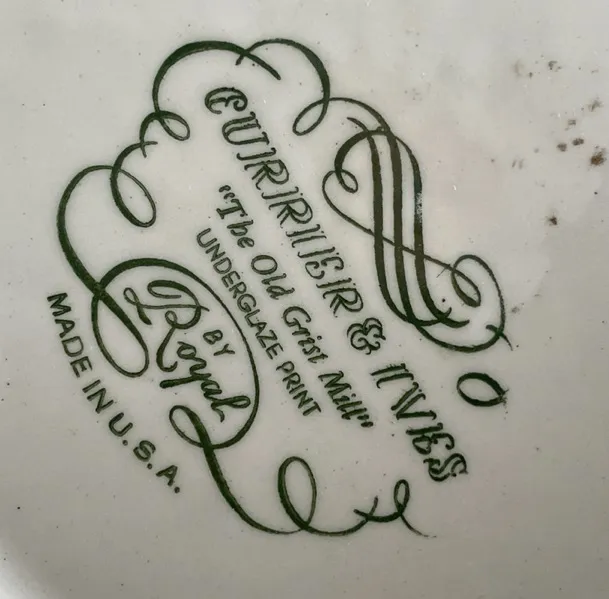 CURRIER & IVES
"The Old Grist Mill"
UNDERGLAZE PRINT
BY
Royal
MADE IN U.S.A.